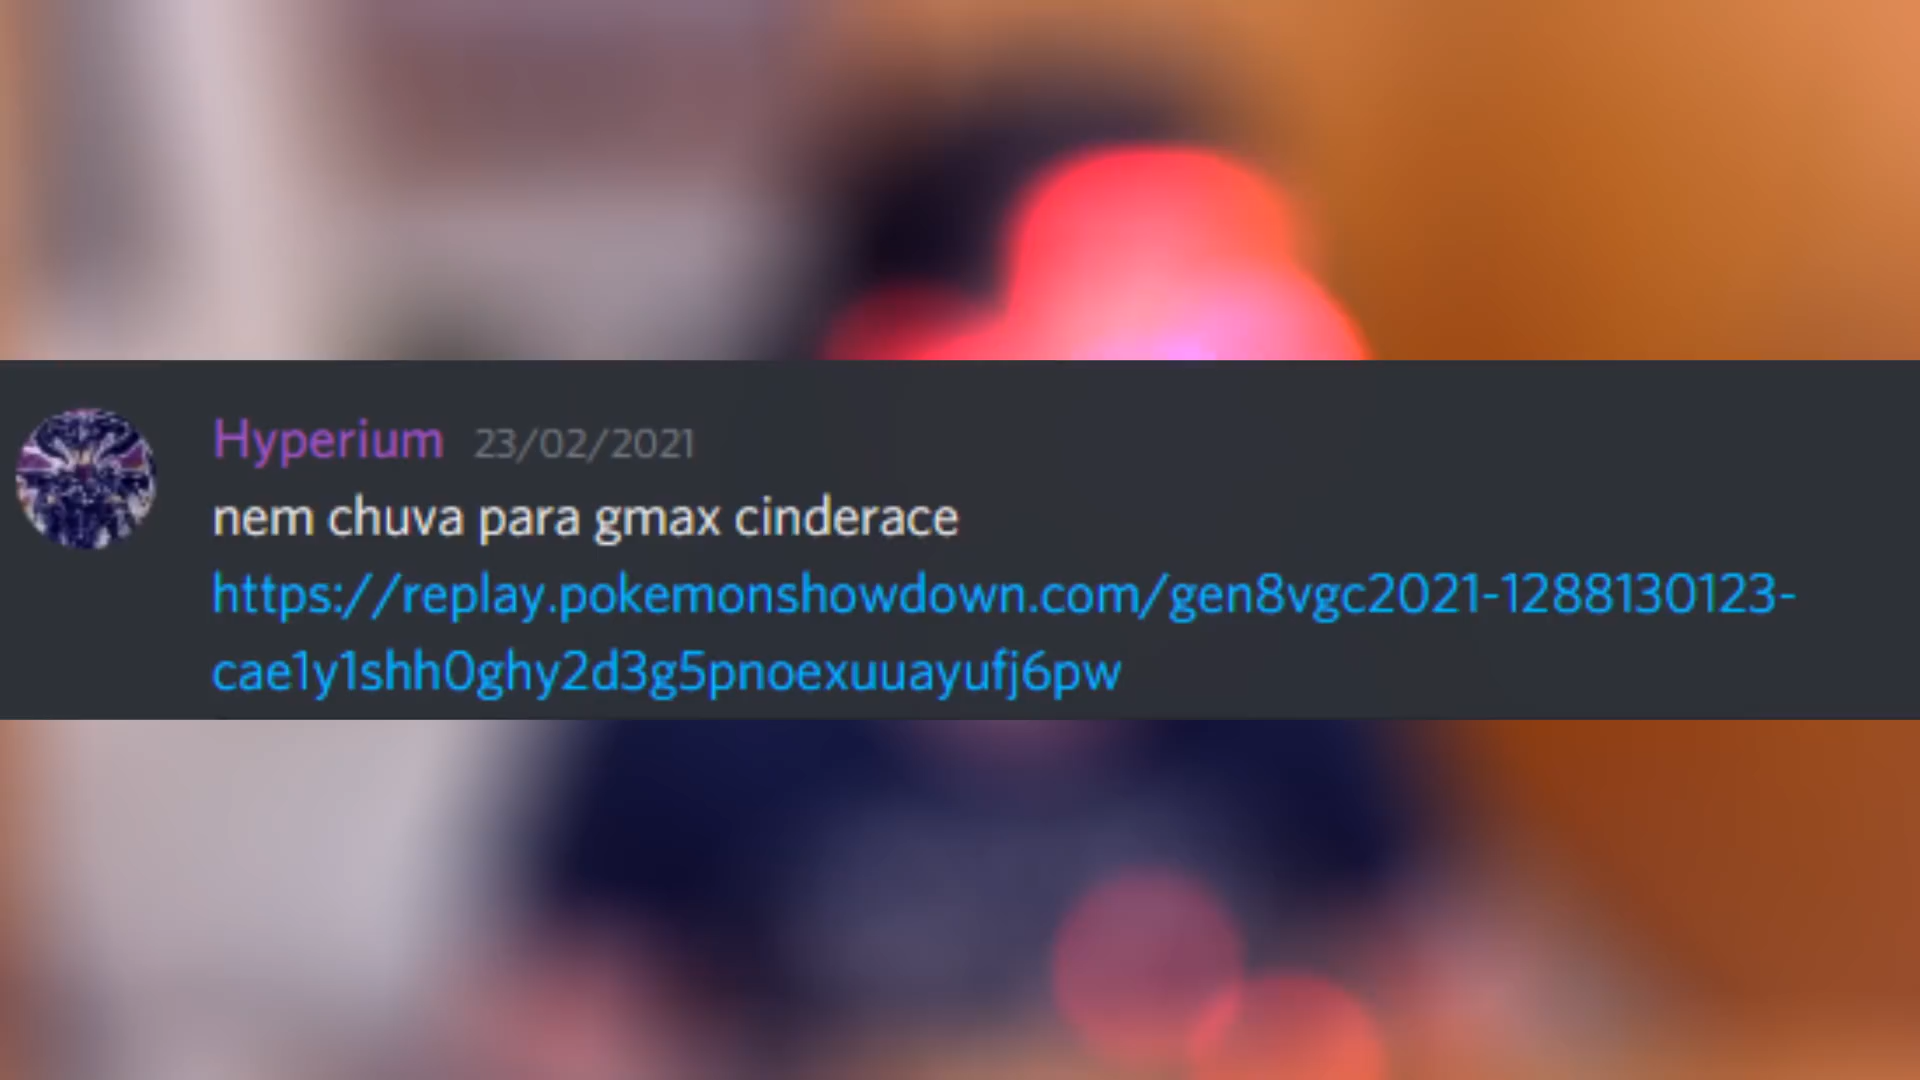 Hyperium 23/02/2021
nem chuva para gmax cinderace
https://replay.pokemonshowdown.com/gen8vgc2021-1288130123-
cae1y1shh0ghy2d3g5pnoexuuayufj6pw